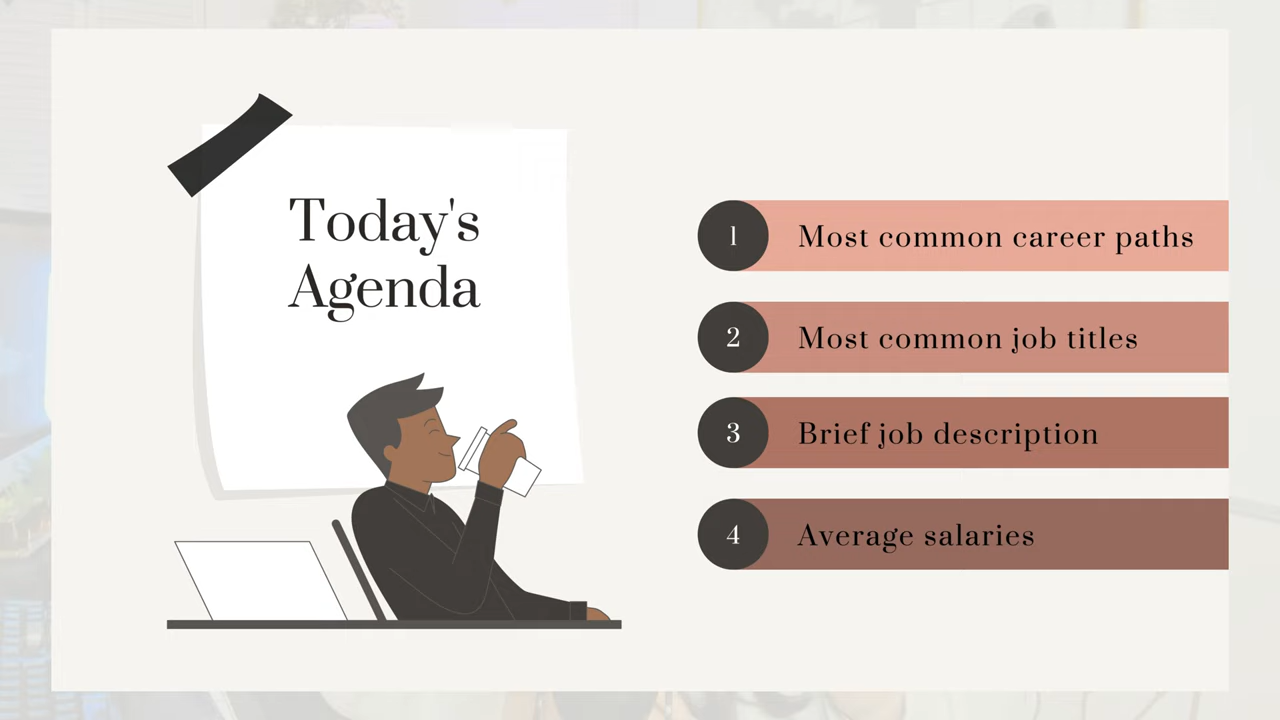 Today's
Agenda
1 Most common career paths
2 Most common job titles
3 Brief job description
4 Average salaries